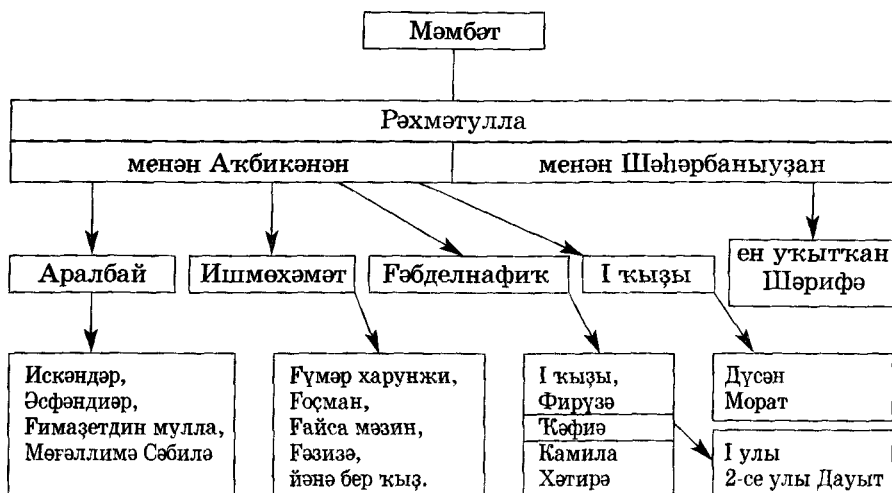 Мәмбәт
Рәхмәтулла
менән Аҡбикәнән
менән Шәһәрбаныуҙан
Аралбай
Ишмөхәмәт
Ғәбделнафиҡ
I ҡыҙы
ен уҡытҡан
Шәрифә
Искәндәр,
Әсфәндиәр,
Ғимаҙетдин мулла,
Мөғәллимә Сәбилә
Ғүмәр харунжи,
Ғоҫман,
Ғайса мәзин,
Ғәзизә,
йәнә бер ҡыҙ.
I ҡыҙы,
Фирүзә
Ҡәфиә
Камила
Хәтирә
Дүсән
Морат
I улы
2-се улы Дауыт